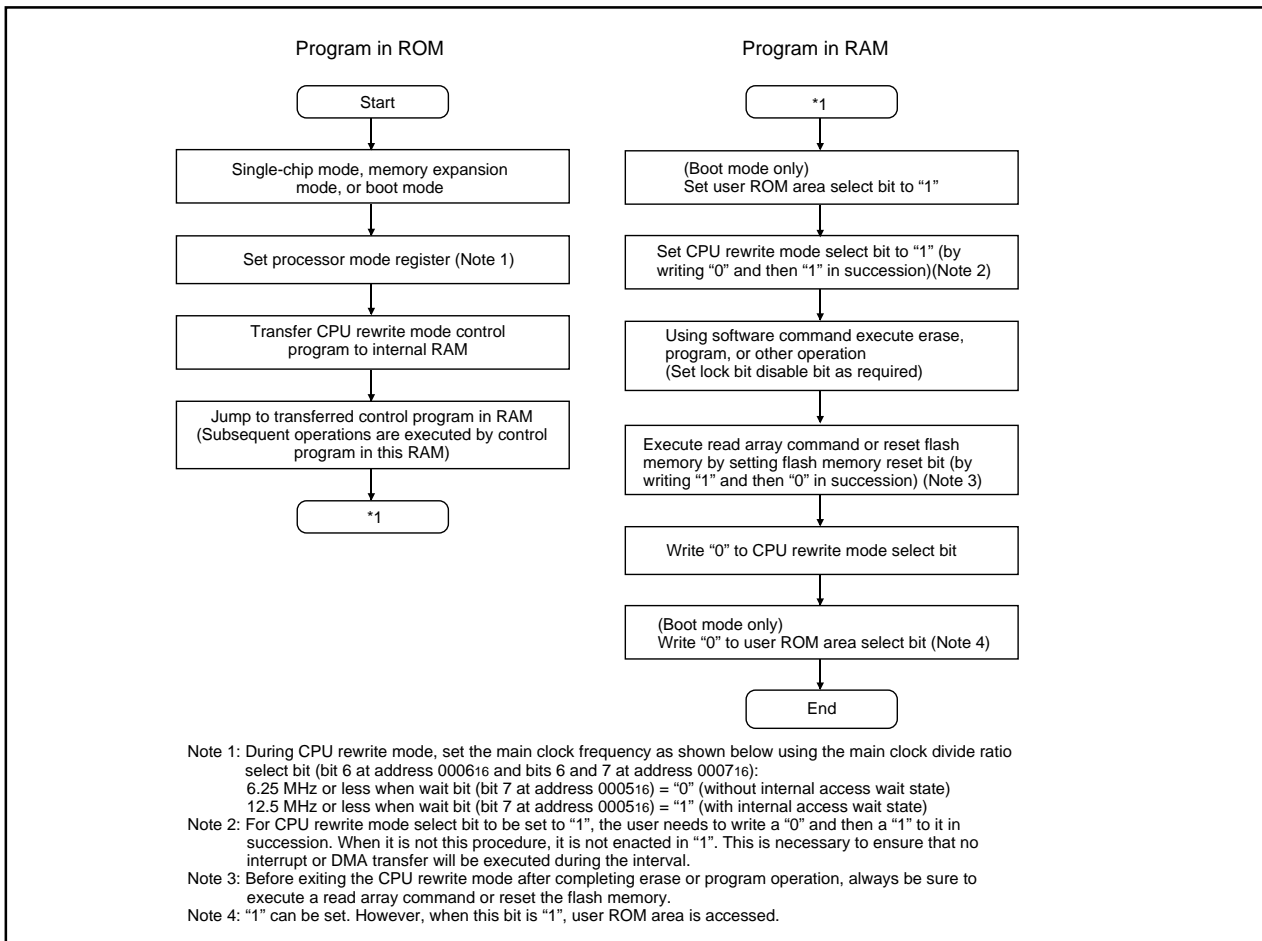 Program in ROM
Start
Single-chip mode, memory expansion
mode, or boot mode
Set processor mode register (Note 1)
Transfer CPU rewrite mode control
program to internal RAM
Jump to transferred control program in RAM
(Subsequent operations are executed by control
program in this RAM)
*1
Program in RAM
*1
(Boot mode only)
Set user ROM area select bit to “1”
Set CPU rewrite mode select bit to “1” (by
writing “0” and then “1” in succession)(Note 2)
Using software command execute erase,
program, or other operation
(Set lock bit disable bit as required)
Execute read array command or reset flash
memory by setting flash memory reset bit (by
writing “1” and then “0” in succession) (Note 3)
Write “0” to CPU rewrite mode select bit
(Boot mode only)
Write “0” to user ROM area select bit (Note 4)
End
Note 1: During CPU rewrite mode, set the main clock frequency as shown below using the main clock divide ratio
select bit (bit 6 at address 000616 and bits 6 and 7 at address 000716):
6.25 MHz or less when wait bit (bit 7 at address 000516) = “0” (without internal access wait state)
12.5 MHz or less when wait bit (bit 7 at address 000516) = “1” (with internal access wait state)
Note 2: For CPU rewrite mode select bit to be set to “1”, the user needs to write a “0” and then a “1” to it in
succession. When it is not this procedure, it is not enacted in “1”. This is necessary to ensure that no
interrupt or DMA transfer will be executed during the interval.
Note 3: Before exiting the CPU rewrite mode after completing erase or program operation, always be sure to
execute a read array command or reset the flash memory.
Note 4: “1” can be set. However, when this bit is “1”, user ROM area is accessed.